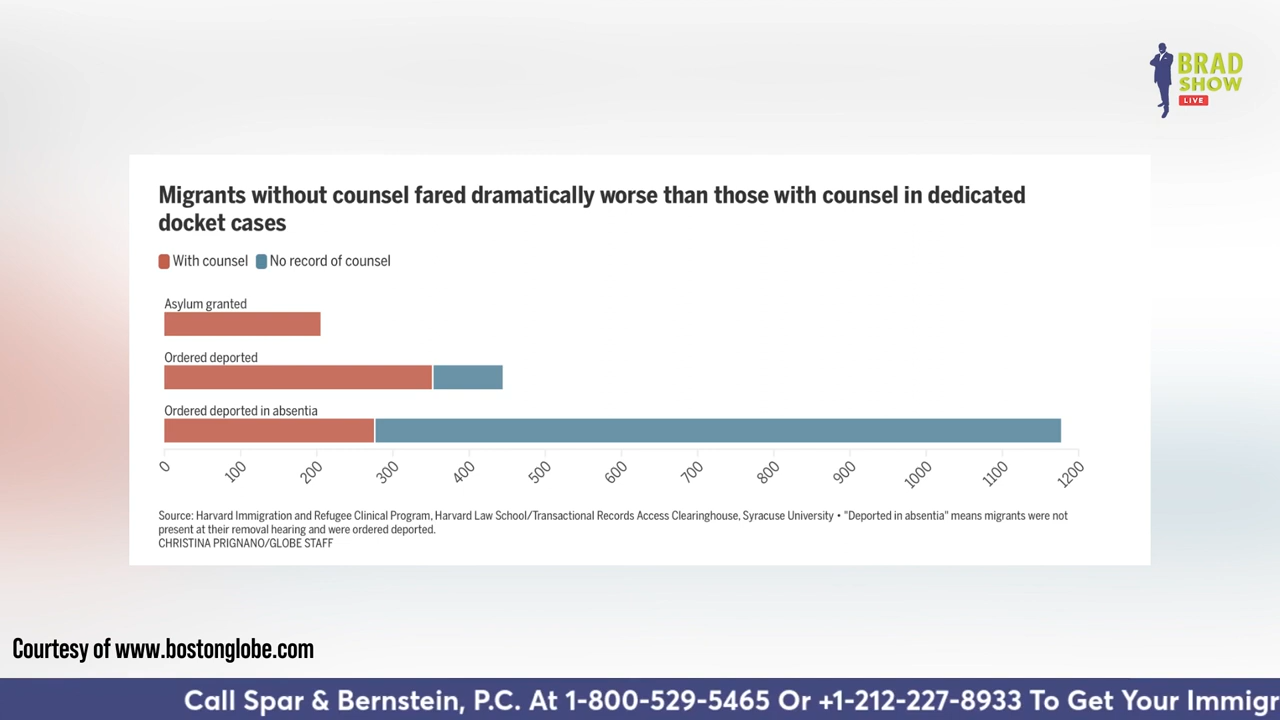 BRAD
SHOW
LIVE
Migrants without counsel fared dramatically worse than those with counsel in dedicated
docket cases
With counsel No record of counsel
Asylum granted
Ordered deported
Ordered deported in absentia
0 100 200 300 400 500 600 700 800 900 1000 1100 1200
Source: Harvard Immigration and Refugee Clinical Program, Harvard Law School/Transactional Records Access Clearinghouse, Syracuse University • "Deported in absentia" means migrants were not
present at their removal hearing and were ordered deported.
CHRISTINA PRIGNANO/GLOBE STAFF
Courtesy of www.bostonglobe.com
Call Spar & Bernstein, P.C. At 1-800-529-5465 Or +1-212-227-8933 To Get Your Immigr